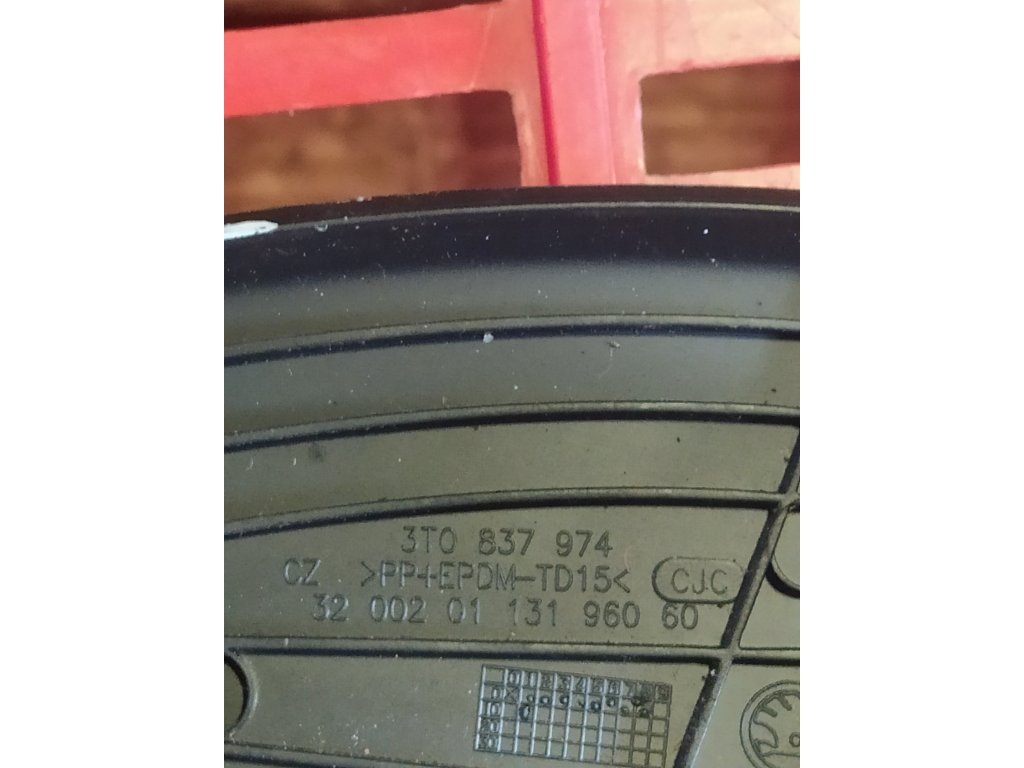 3T0 837 974
CZ >PP+EPDM-TD15< CJC
32 002 01 131 960 60